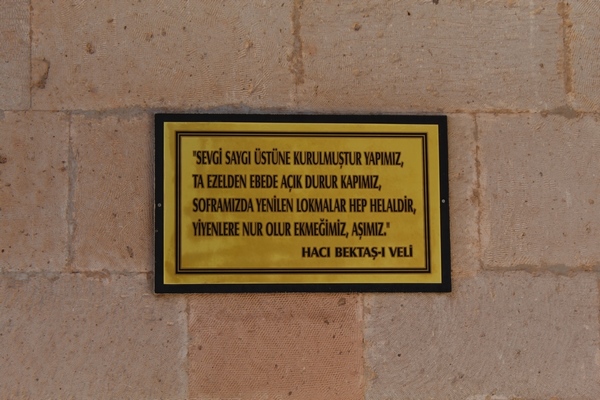 "SEVGİ SAYGI ÜSTÜNE KURULMUŞTUR YAPIMIZ,
TA EZELDEN EBEDE AÇIK DURUR KAPIMIZ,
SOFRAMIZDA YENİLEN LOKMALAR HEP HELALDİR,
YİYENLERE NUR OLUR EKMEĞİMİZ, AŞIMIZ."
HACI BEKTAŞ-I VELİ